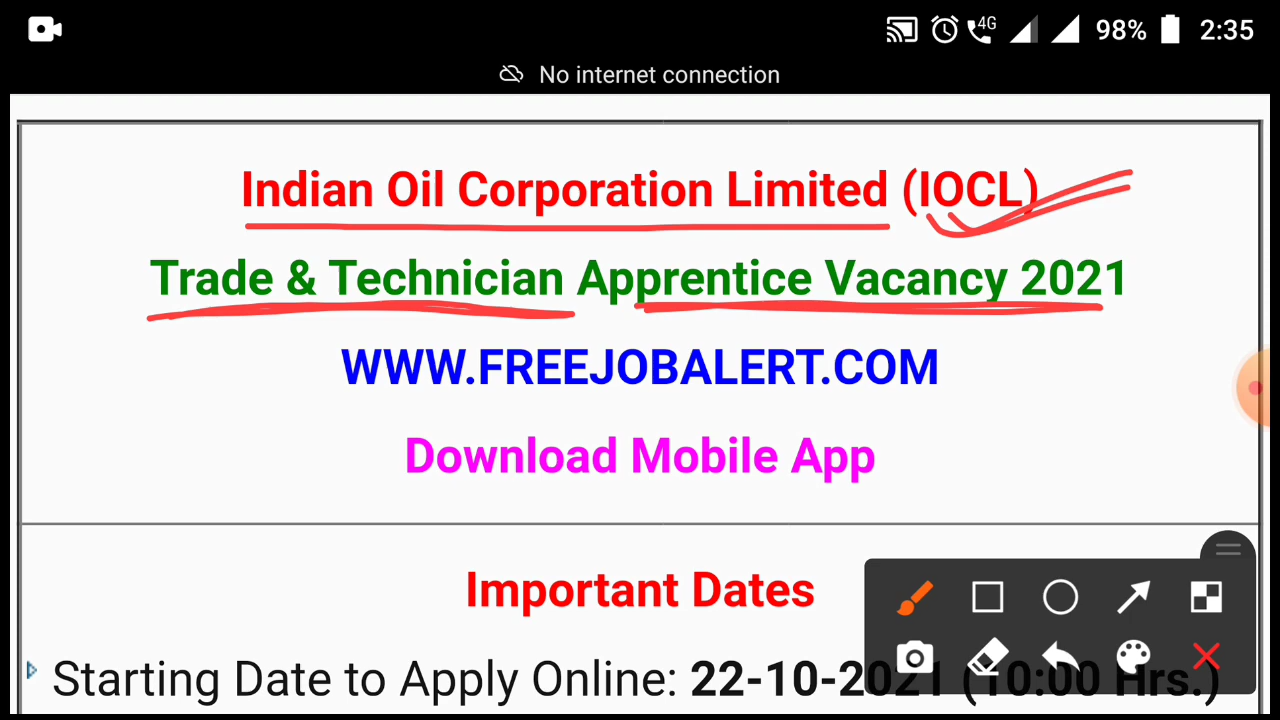 4G 98% 2:35
No internet connection
Indian Oil Corporation Limited (IOCL)
Trade & Technician Apprentice Vacancy 2021
WWW.FREEJOBALERT.COM
Download Mobile App
Important Dates
Starting Date to Apply Online: 22-10-2021 (10:00 Hrs.)